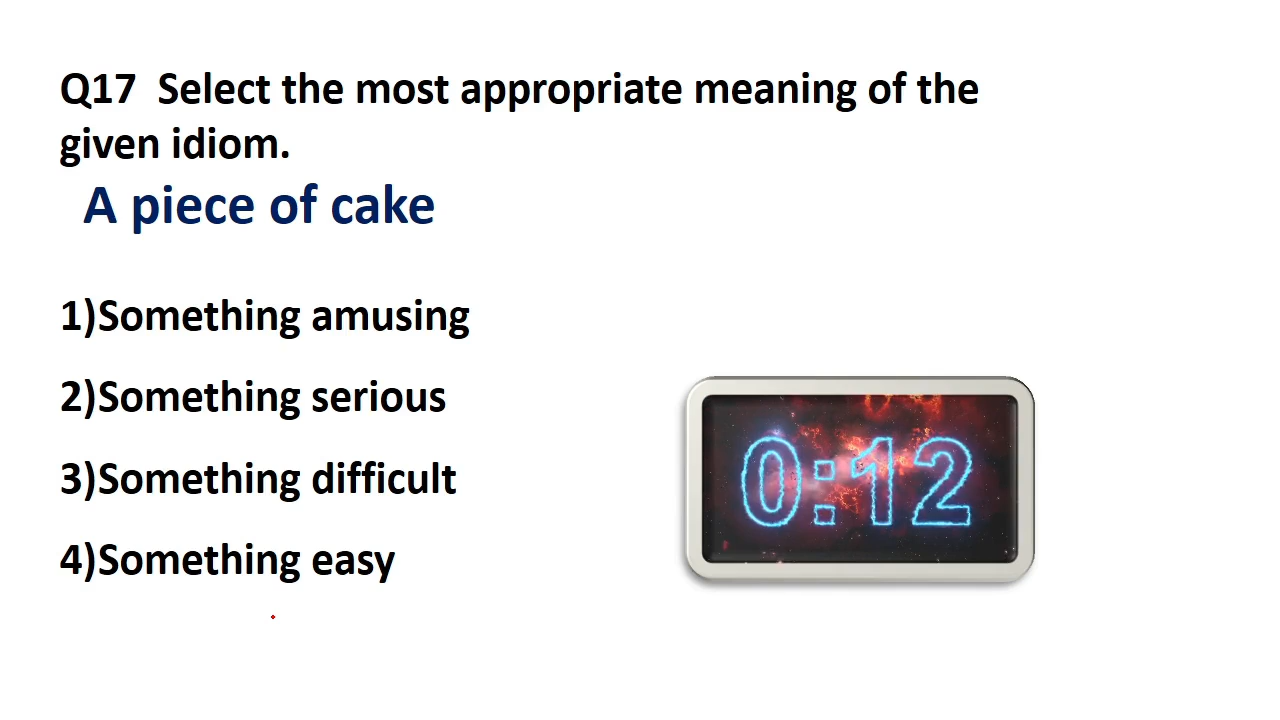 Q17  Select the most appropriate meaning of the
given idiom.
A piece of cake
1)Something amusing
2)Something serious
3)Something difficult
4)Something easy
0:12